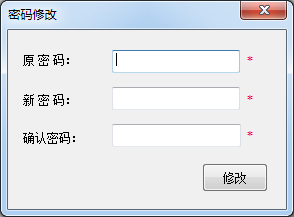 密码修改
原 密 码： *
新 密 码： *
确认密码： *
修改